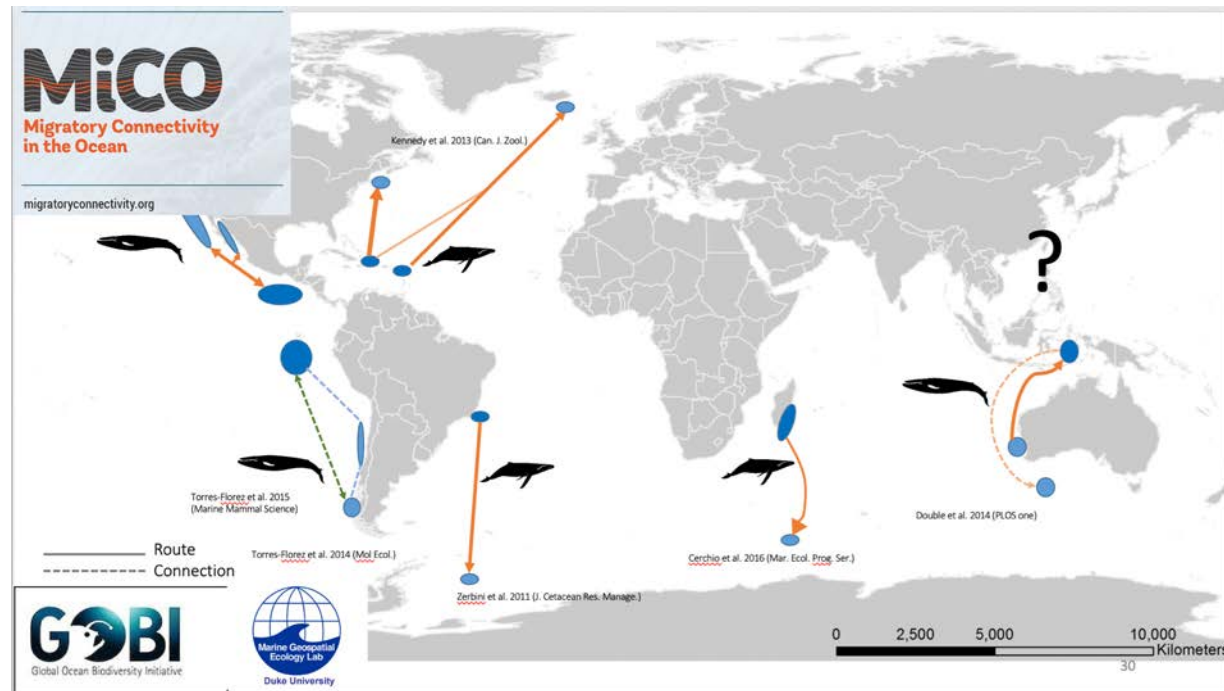 MiCO
Migratory Connectivity
in the Ocean
migratoryconnectivity.org
Kennedy et al. 2013 (Can. J. Zool.)
?
Torres-Florez et al. 2015
(Marine Mammal Science)
Double et al. 2014 (PLOS one)
Torres-Florez et al. 2014 (Mol Ecol.)
Cerchio et al. 2016 (Mar. Ecol. Prog. Ser.)
Zerbini et al. 2011 (J. Cetacean Res. Manage.)
Route
Connection
GOBI
Global Ocean Biodiversity Initiative
Marine Geospatial
Ecology Lab
Duke University
0 2,500 5,000 10,000
Kilometers
30